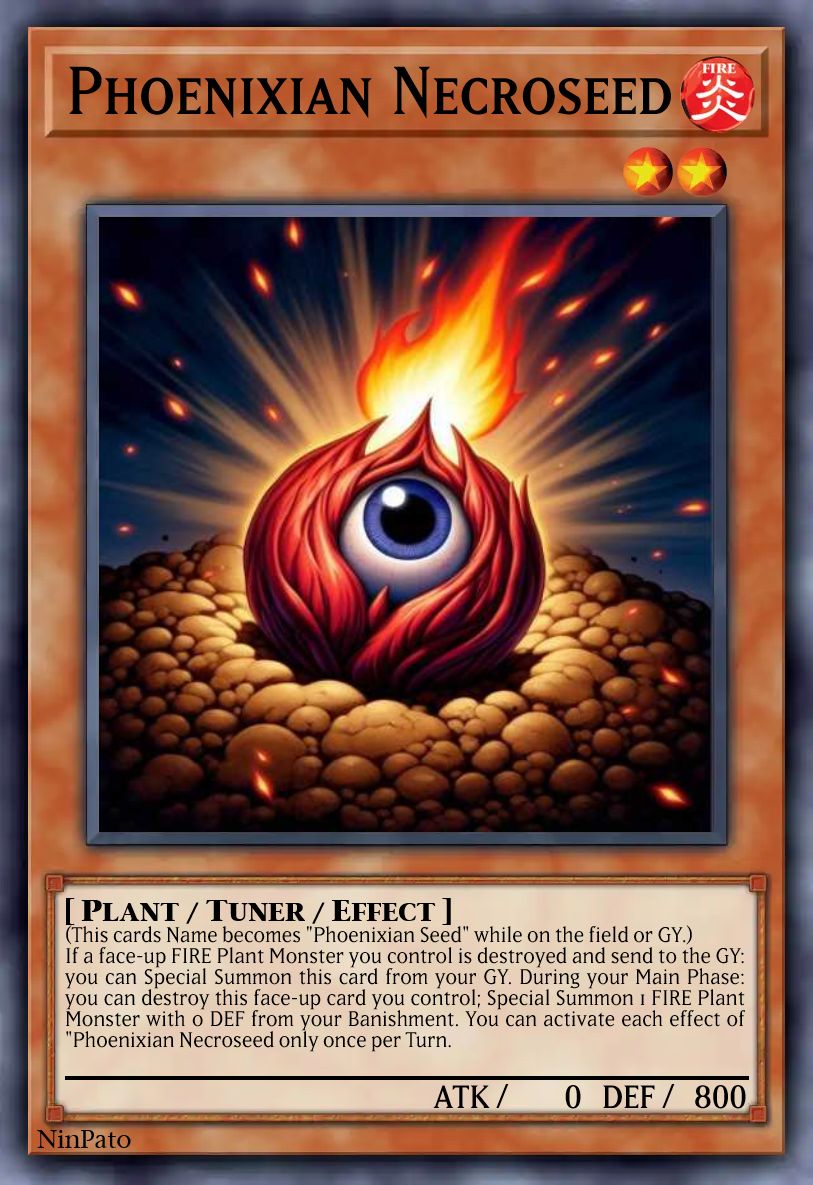 Phoenixian Necroseed
FIRE
炎
[ Plant / Tuner / Effect ]
(This cards Name becomes "Phoenixian Seed" while on the field or GY.)
If a face-up FIRE Plant Monster you control is destroyed and send to the GY:
you can Special Summon this card from your GY. During your Main Phase:
you can destroy this face-up card you control; Special Summon 1 FIRE Plant
Monster with 0 DEF from your Banishment. You can activate each effect of
"Phoenixian Necroseed only once per Turn.
ATK / 0 DEF / 800
NinPato